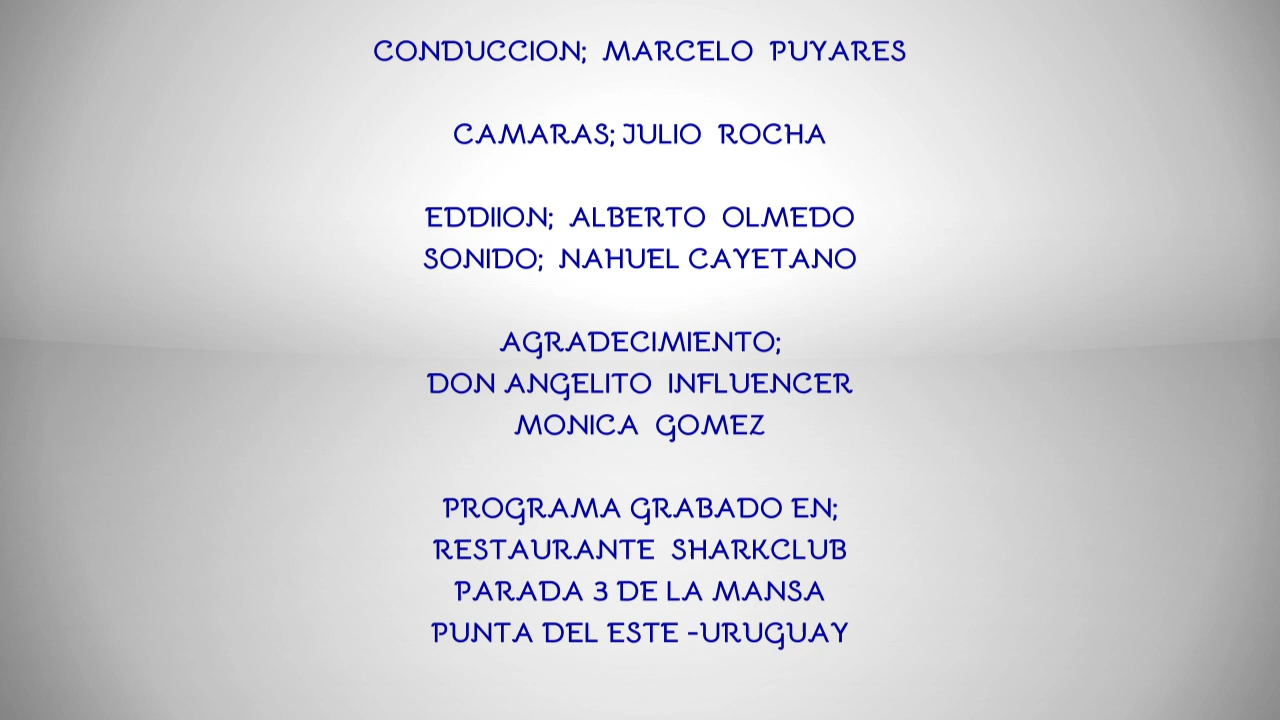 CONDUCCION; MARCELO PUYARES
CAMARAS; JULIO ROCHA
EDDIION; ALBERTO OLMEDO
SONIDO; NAHUEL CAYETANO
AGRADECIMIENTO;
DON ANGELITO INFLUENCER
MONICA GOMEZ
PROGRAMA GRABADO EN;
RESTAURANTE SHARKCLUB
PARADA 3 DE LA MANSA
PUNTA DEL ESTE -URUGUAY